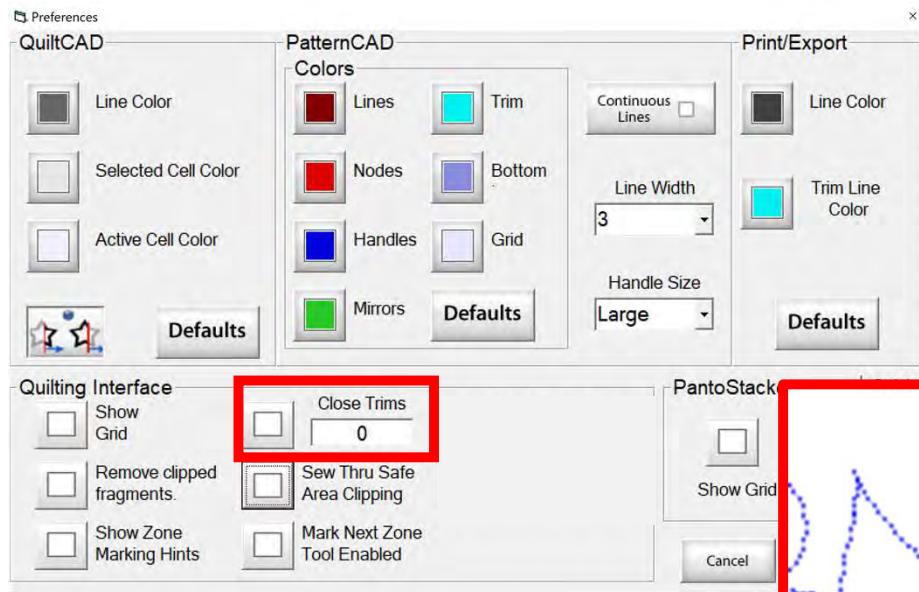 Preferences
QuiltCAD
Line Color
Selected Cell Color
Active Cell Color
Defaults
PatternCAD
Colors
Lines
Trim
Nodes
Bottom
Handles
Grid
Mirrors
Defaults
Continuous
Lines
Line Width
3
Handle Size
Large
Print/Export
Line Color
Trim Line
Color
Defaults
Quilting Interface
Show
Grid
Close Trims
0
Remove clipped
fragments.
Sew Thru Safe
Area Clipping
Show Zone
Marking Hints
Mark Next Zone
Tool Enabled
PantoStacke
Show Grid
Cancel